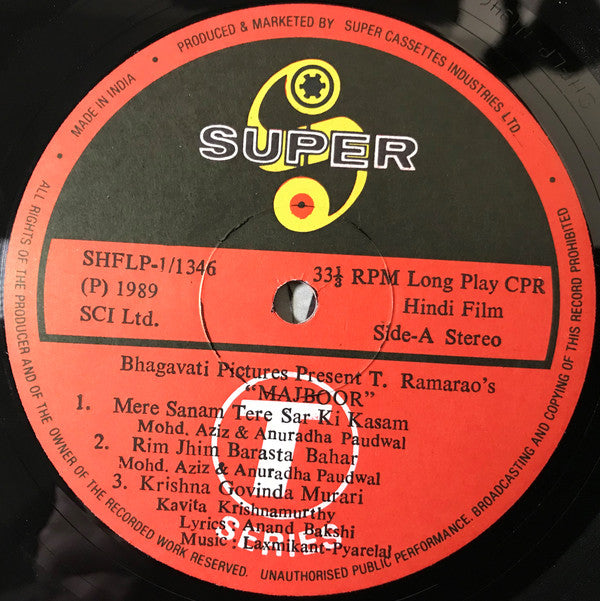 PRODUCED & MARKETED BY SUPER CASSETTES INDUSTRIES LTD.
MADE IN INDIA
SUPER
SHFLP-1/1346
(P) 1989
SCI Ltd.
33⅓ RPM Long Play CPR
Hindi Film
Side-A Stereo
Bhagavati Pictures Present T. Ramarao's
"MAJBOOR"
1. Mere Sanam Tere Sar Ki Kasam
Mohd. Aziz & Anuradha Paudwal
2. Rim Jhim Barasta Bahar
Mohd. Aziz & Anuradha Paudwal
3. Krishna Govinda Murari
Kavita Krishnamurthy
Lyrics : Anand Bakshi
Music : Laxmikant-Pyarelal
T
SERIES
ALL RIGHTS OF THE PRODUCER AND OF THE OWNER OF THE RECORDED WORK RESERVED. UNAUTHORISED PUBLIC PERFORMANCE. BROADCASTING AND COPYING OF THIS RECORD PROHIBITED